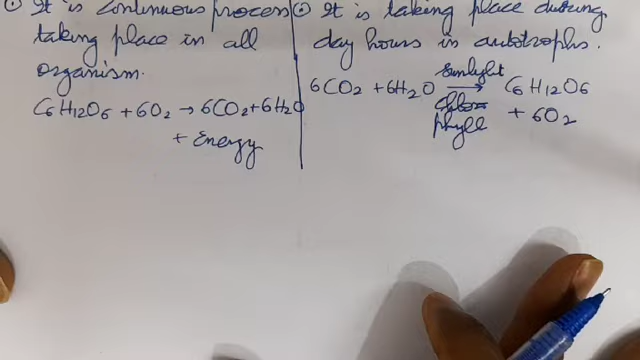 ① It is continuous process
taking place in all
organism.
C6H12O6 + 6O2 → 6CO2 + 6H2O
+ Energy
① It is taking place during
day hours in autotrophs.
6CO2 + 6H2O sunlight → C6H12O6
phyll + 6O2